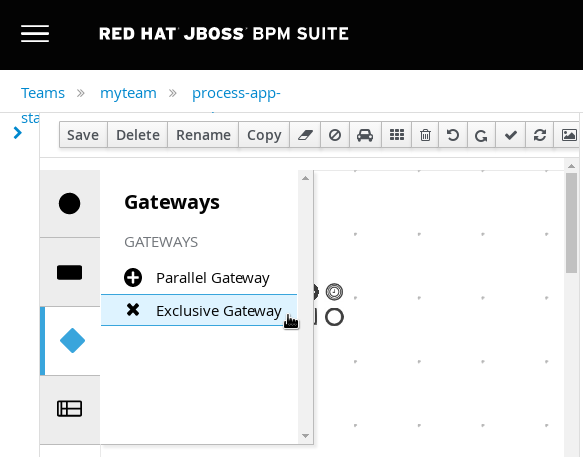 RED HAT JBOSS BPM SUITE
Teams » myteam » process-app-
sta
Save Delete Rename Copy
Gateways
GATEWAYS
Parallel Gateway
Exclusive Gateway